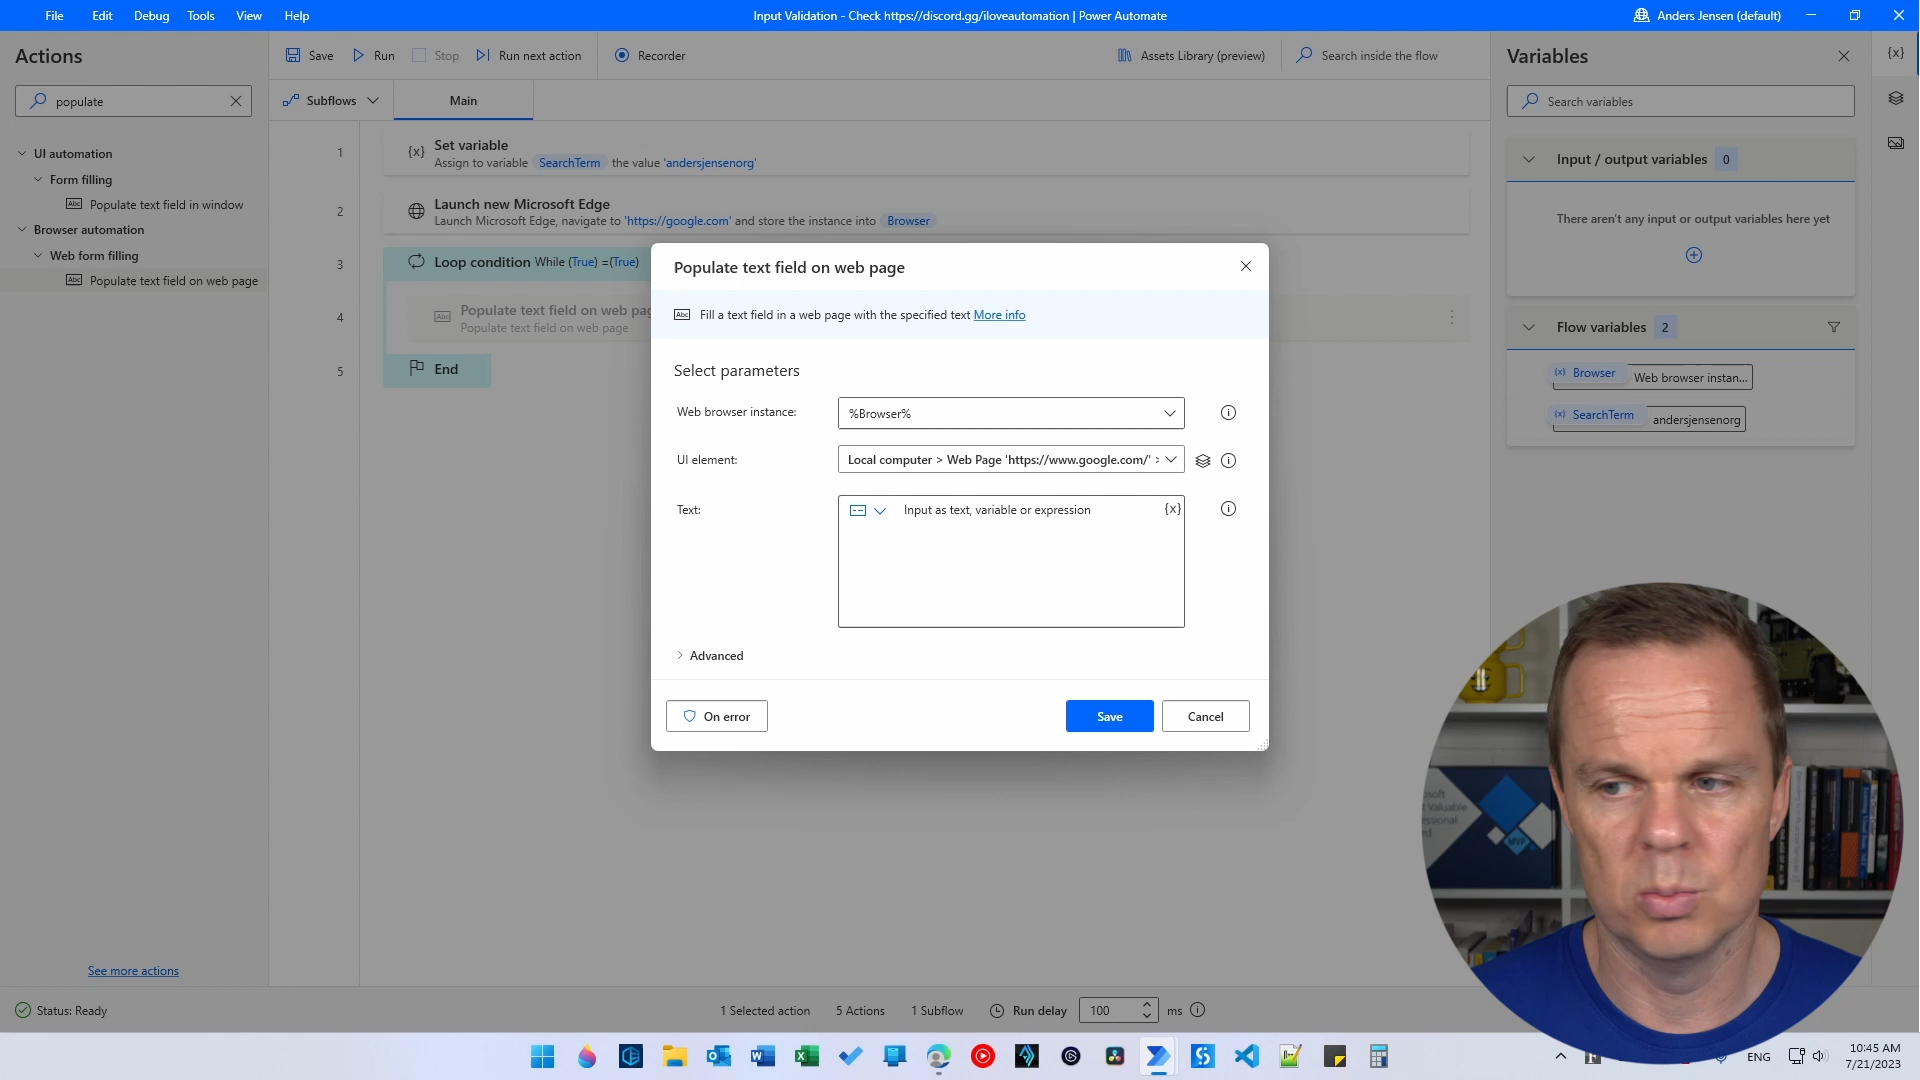 File Edit Debug Tools View Help
Input Validation - Check https://discord.gg/iloveautomation | Power Automate
Anders Jensen (default)
Actions
populate
UI automation
Form filling
Populate text field in window
Browser automation
Web form filling
Populate text field on web page
See more actions
Save Run Stop Run next action Recorder
Assets Library (preview) Search inside the flow
Subflows Main
1 {x} Set variable
Assign to variable SearchTerm the value 'andersjensenorg'
2 Launch new Microsoft Edge
Launch Microsoft Edge, navigate to 'https://google.com' and store the instance into Browser
3 Loop condition While (True) =(True)
4 Abc Populate text field on web pag
Populate text field on web page
5 End
Populate text field on web page
Abc Fill a text field in a web page with the specified text More info
Select parameters
Web browser instance: %Browser%
UI element: Local computer > Web Page 'https://www.google.com/' >
Text: Input as text, variable or expression {x}
Advanced
On error Save Cancel
Variables
{x}
Search variables
Input / output variables 0
There aren't any input or output variables here yet
Flow variables 2
(x) Browser Web browser instan...
(x) SearchTerm andersjensenorg
MVP
Status: Ready 1 Selected action 5 Actions 1 Subflow Run delay 100 ms
ENG
10:45 AM
7/21/2023